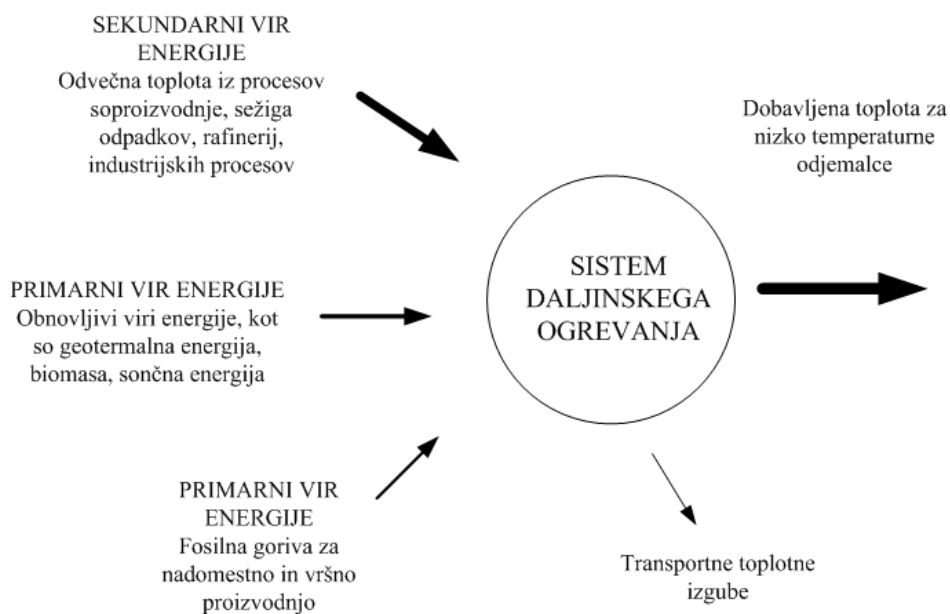 SEKUNDARNI VIR
ENERGIJE
Odvečna toplota iz procesov
soproizvodnje, sežiga
odpadkov, rafinerij,
industrijskih procesov
Dobavljena toplota za
nizko temperaturne
odjemalce
PRIMARNI VIR ENERGIJE
Obnovljivi viri energije, kot
so geotermalna energija,
biomasa, sončna energija
SISTEM
DALJINSKEGA
OGREVANJA
PRIMARNI VIR
ENERGIJE
Fosilna goriva za
nadomestno in vršno
proizvodnjo
Transportne toplotne
izgube